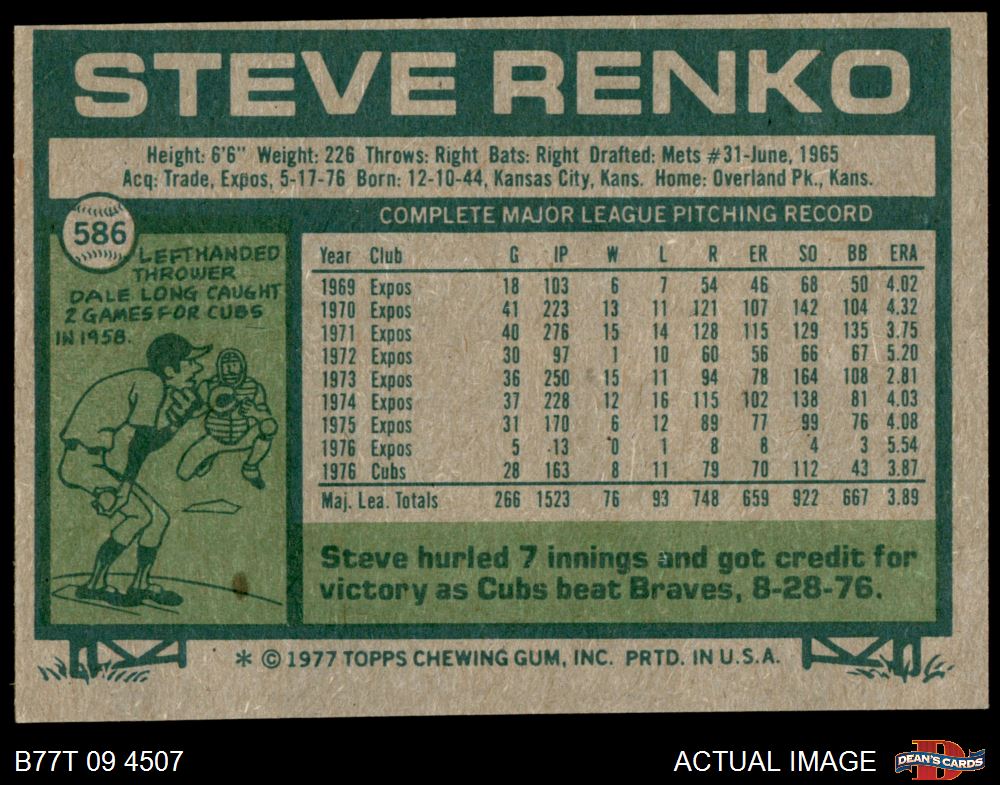 STEVE RENKO
Height: 6'6" Weight: 226 Throws: Right Bats: Right Drafted: Mets #31-June, 1965
Acq: Trade, Expos, 5-17-76 Born: 12-10-44, Kansas City, Kans. Home: Overland Pk., Kans.
586
LEFTHANDED
THROWER
DALE LONG CAUGHT
2 GAMES FOR CUBS
IN 1958.
COMPLETE MAJOR LEAGUE PITCHING RECORD
Year Club G IP W L R ER SO BB ERA
1969 Expos 18 103 6 7 54 46 68 50 4.02
1970 Expos 41 223 13 11 121 107 142 104 4.32
1971 Expos 40 276 15 14 128 115 129 135 3.75
1972 Expos 30 97 1 10 60 56 66 67 5.20
1973 Expos 36 250 15 11 94 78 164 108 2.81
1974 Expos 37 228 12 16 115 102 138 81 4.03
1975 Expos 31 170 6 12 89 77 99 76 4.08
1976 Expos 5 13 0 1 8 8 4 3 5.54
1976 Cubs 28 163 8 11 79 70 112 43 3.87
Maj. Lea. Totals 266 1523 76 93 748 659 922 667 3.89
Steve hurled 7 innings and got credit for
victory as Cubs beat Braves, 8-28-76.
* © 1977 TOPPS CHEWING GUM, INC. PRTD. IN U.S.A.
B77T 09 4507
ACTUAL IMAGE
D
DEAN'S CARDS